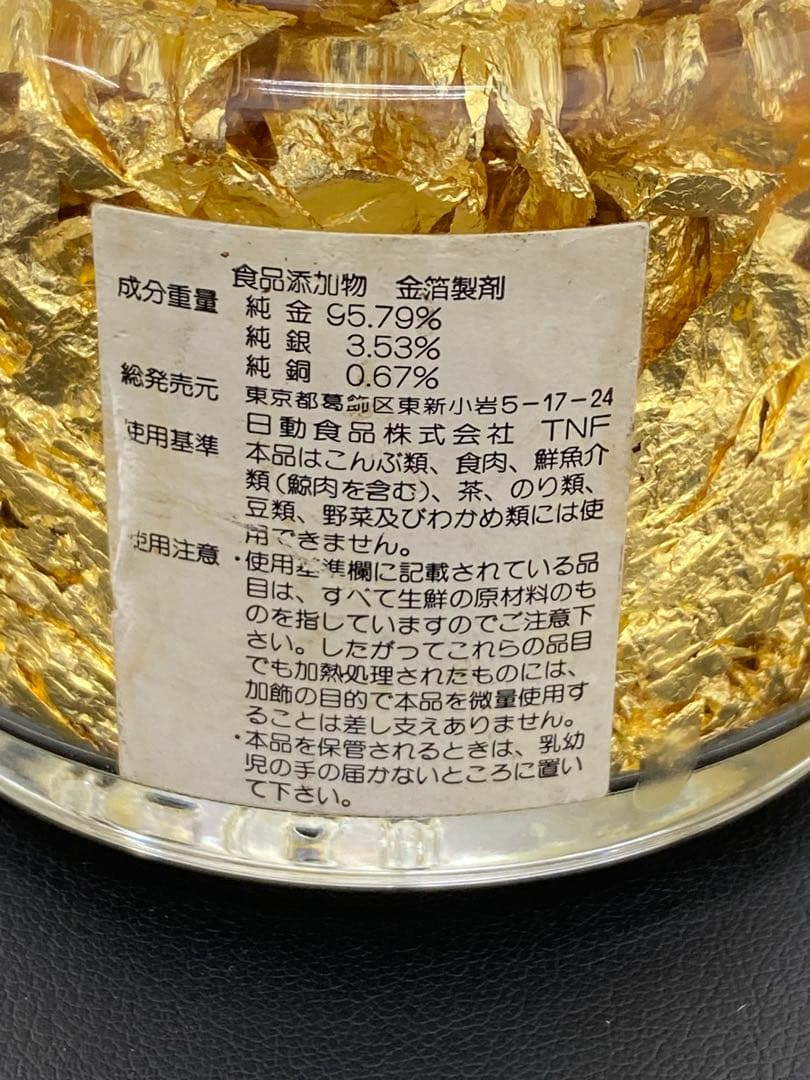 食品添加物　金箔製剤
成分重量　純金 95.79%
純銀 3.53%
純銅 0.67%
総発売元　東京都葛飾区東新小岩5-17-24
日動食品株式会社　TNF
使用基準　本品はこんぶ類、食肉、鮮魚介
類(鯨肉を含む)、茶、のり類、
豆類、野菜及びわかめ類には使
用できません。
使用注意　・使用基準欄に記載されている品
目は、すべて生鮮の原材料のも
のを指していますのでご注意下
さい。したがってこれらの品目
でも加熱処理されたものには、
加飾の目的で本品を微量使用す
ることは差し支えありません。
・本品を保管されるときは、乳幼
児の手の届かないところに置い
て下さい。